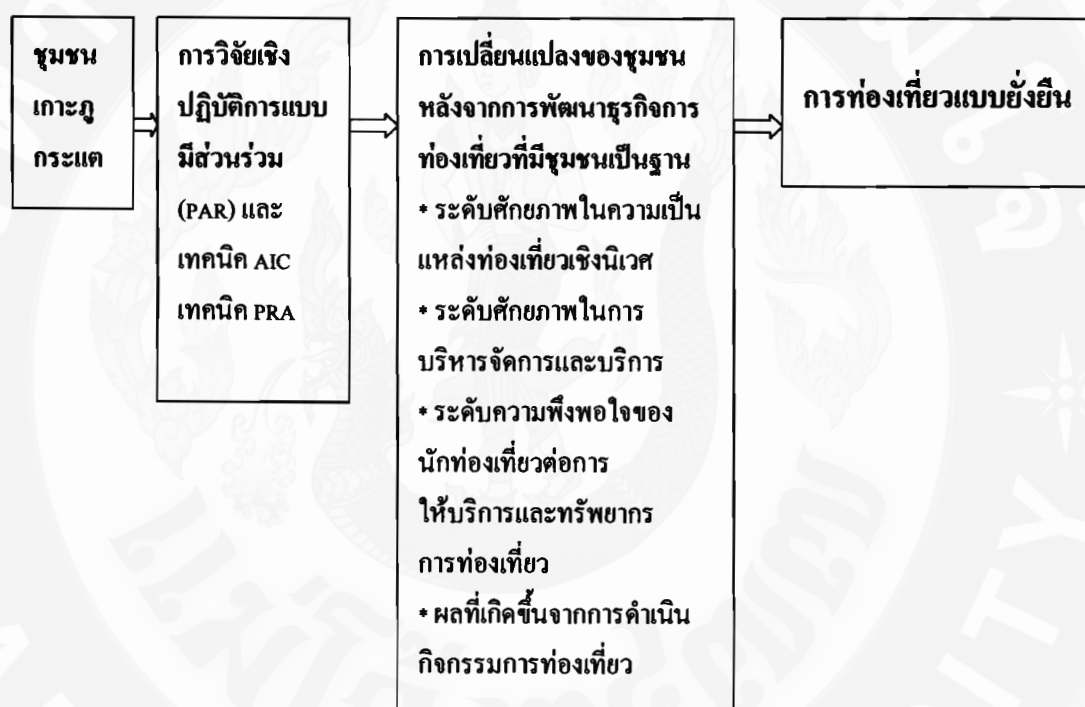 ชุมชน
เกาะภู
กระแต
การวิจัยเชิง
ปฏิบัติการแบบ
มีส่วนร่วม
(PAR) และ
เทคนิค AIC
เทคนิค PRA
การเปลี่ยนแปลงของชุมชน
หลังจากการพัฒนาธุรกิจการ
ท่องเที่ยวที่มีชุมชนเป็นฐาน
* ระดับศักยภาพในความเป็น
แหล่งท่องเที่ยวเชิงนิเวศ
* ระดับศักยภาพในการ
บริหารจัดการและบริการ
* ระดับความพึงพอใจของ
นักท่องเที่ยวต่อการ
ให้บริการและทรัพยากร
การท่องเที่ยว
* ผลที่เกิดขึ้นจากการดำเนิน
กิจกรรมการท่องเที่ยว
การท่องเที่ยวแบบยั่งยืน